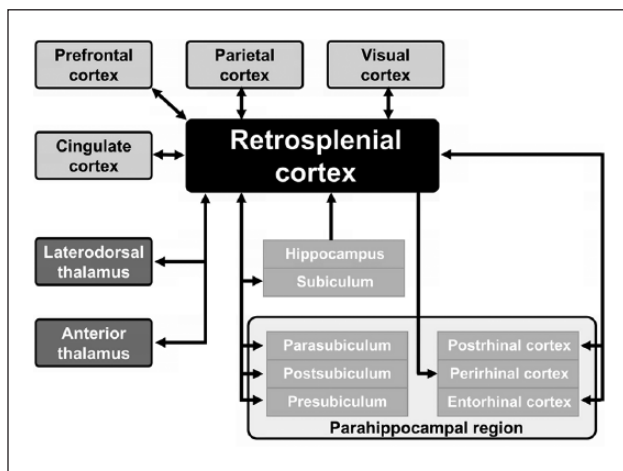 Prefrontal
cortex
Parietal
cortex
Visual
cortex
Cingulate
cortex
Retrosplenial
cortex
Laterodorsal
thalamus
Anterior
thalamus
Hippocampus
Subiculum
Parasubiculum
Postsubiculum
Presubiculum
Postrhinal cortex
Perirhinal cortex
Entorhinal cortex
Parahippocampal region